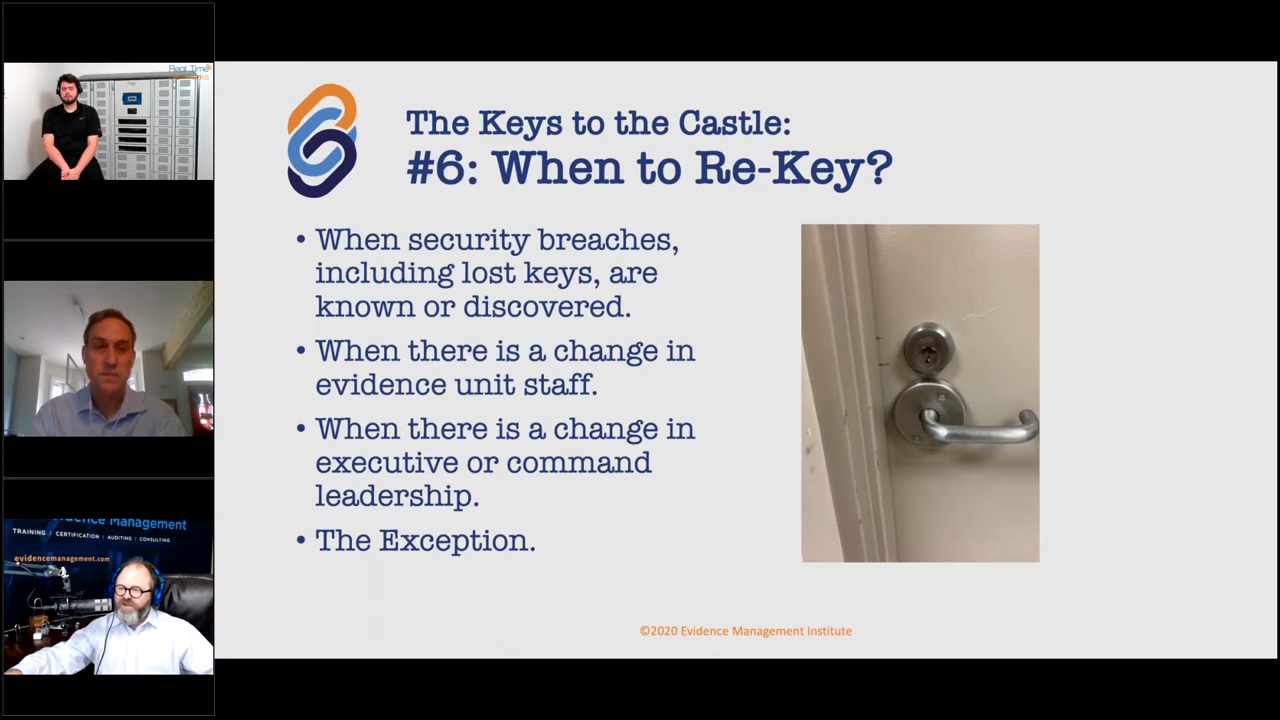 Real Time
The Keys to the Castle:
#6: When to Re-Key?
• When security breaches,
including lost keys, are
known or discovered.
• When there is a change in
evidence unit staff.
• When there is a change in
executive or command
leadership.
• The Exception.
©2020 Evidence Management Institute
Management
TRAINING | CERTIFICATION | AUDITING | CONSULTING
evidencemanagement.com